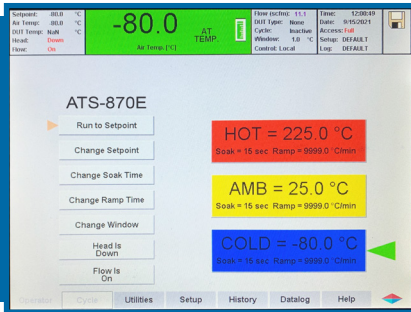 Setpoint: -80.0 °C
Air Temp: -80.0 °C
DUT Temp: NaN °C
Head: Down
Flow: On
-80.0
AT
TEMP.
Air Temp. [°C]
Flow (scfm): 11.1
DUT Type: None
Cycle: Inactive
Window: 1.0 °C
Control: Local
Time: 12:00:49
Date: 9/15/2021
Access: Full
Setup: DEFAULT
Log: DEFAULT
ATS-870E
Run to Setpoint
Change Setpoint
Change Soak Time
Change Ramp Time
Change Window
Head Is
Down
Flow Is
On
HOT = 225.0 °C
Soak = 15 sec Ramp = 9999.0 °C/min
AMB = 25.0 °C
Soak = 15 sec Ramp = 9999.0 °C/min
COLD = -80.0 °C
Soak = 15 sec Ramp = 9999.0 °C/min
Operator
Cycle
Utilities
Setup
History
Datalog
Help